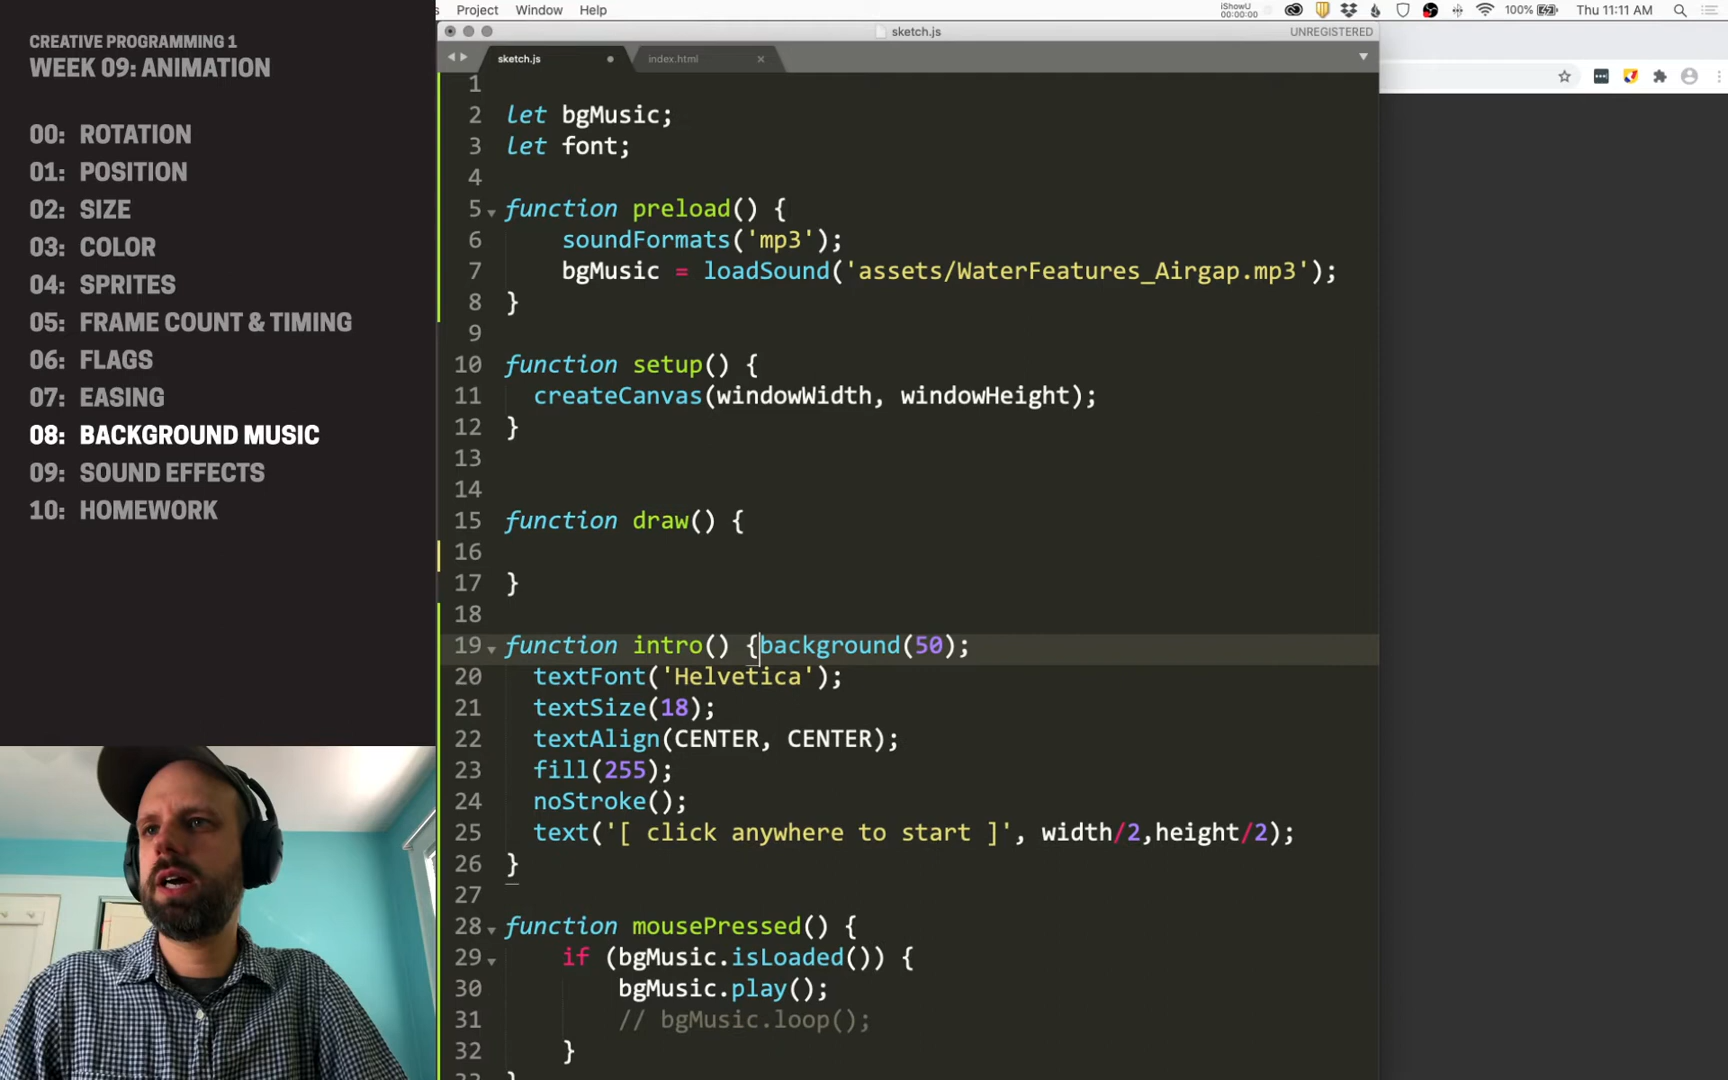 Project Window Help
iShowU
00:00:00
100%
Thu 11:11 AM
CREATIVE PROGRAMMING 1
WEEK 09: ANIMATION
00: ROTATION
01: POSITION
02: SIZE
03: COLOR
04: SPRITES
05: FRAME COUNT & TIMING
06: FLAGS
07: EASING
08: BACKGROUND MUSIC
09: SOUND EFFECTS
10: HOMEWORK
sketch.js
UNREGISTERED
sketch.js
index.html
1
2 let bgMusic;
3 let font;
4
5 function preload() {
6 soundFormats('mp3');
7 bgMusic = loadSound('assets/WaterFeatures_Airgap.mp3');
8 }
9
10 function setup() {
11 createCanvas(windowWidth, windowHeight);
12 }
13
14
15 function draw() {
16
17 }
18
19 function intro() {background(50);
20 textFont('Helvetica');
21 textSize(18);
22 textAlign(CENTER, CENTER);
23 fill(255);
24 noStroke();
25 text('[ click anywhere to start ]', width/2,height/2);
26 }
27
28 function mousePressed() {
29 if (bgMusic.isLoaded()) {
30 bgMusic.play();
31 // bgMusic.loop();
32 }